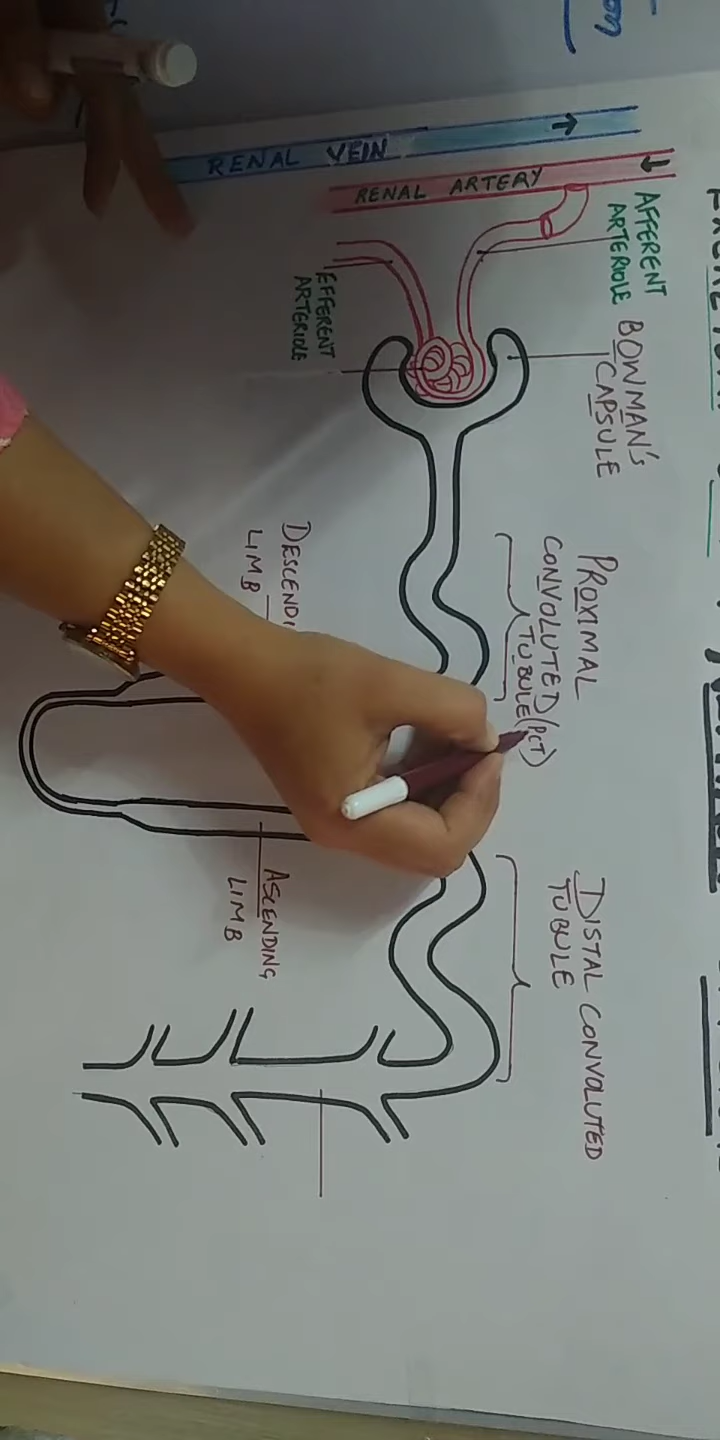 RENAL VEIN
RENAL ARTERY
AFFERENT
ARTERIOLE
EFFERENT
ARTERIOLE
BOWMAN'S
CAPSULE
PROXIMAL
CONVOLUTED
TUBULE (PCT)
DESCENDI
LIMB
ASCENDING
LIMB
DISTAL CONVOLUTED
TUBULE